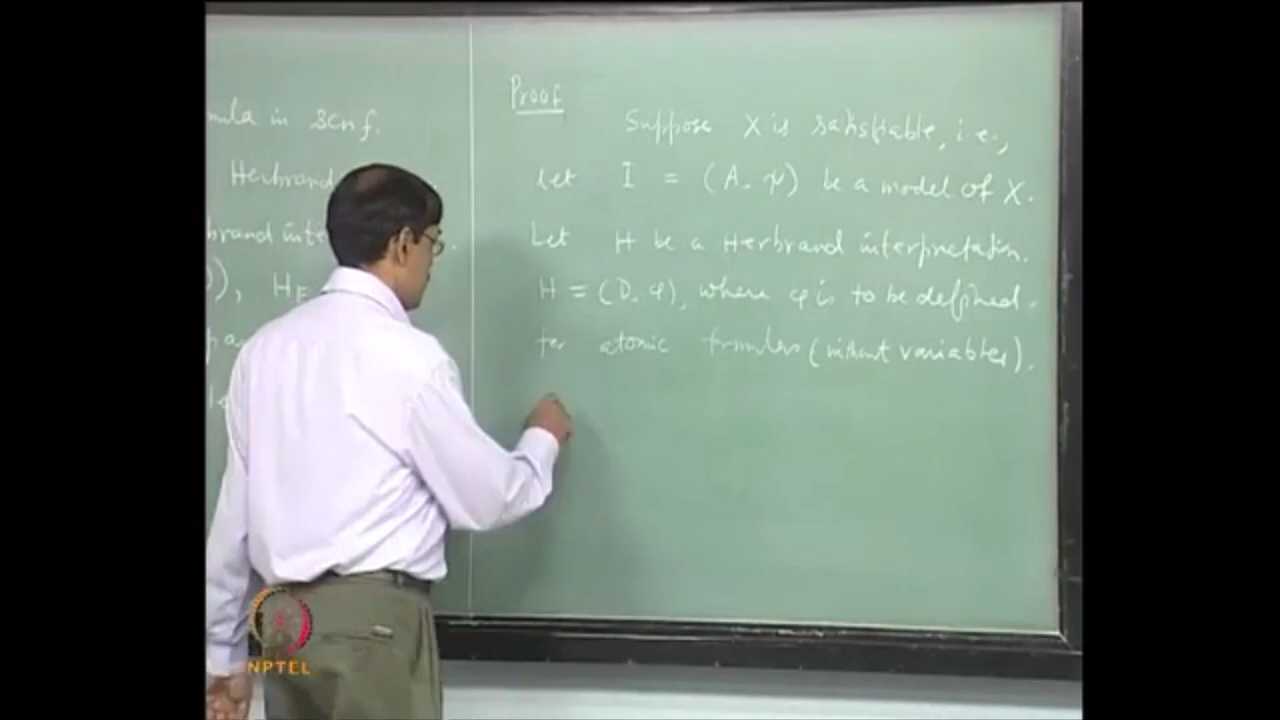 mula in scnf.
Herbrand
brand inte
), H
Proof
Suppose X is satisfiable, i.e.,
let I = (A, ψ) be a model of X.
Let H be a Herbrand interpretation.
H = (D, φ), where φ is to be defined.
for atomic formulas (without variables).
NPTEL